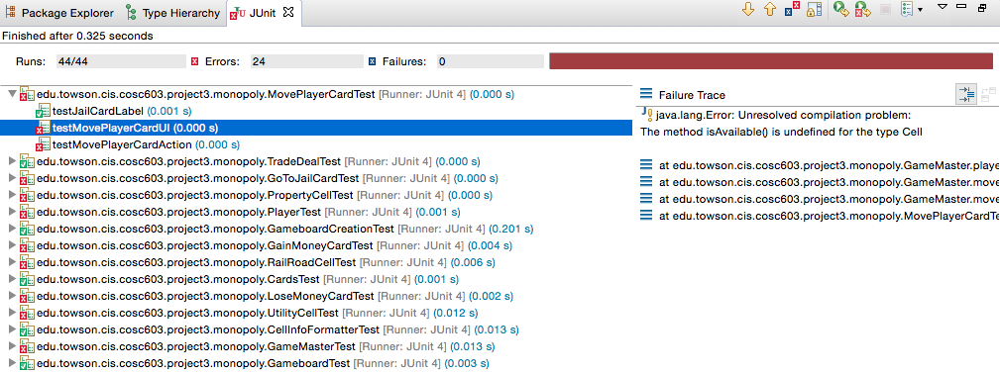 Package Explorer Type Hierarchy JUnit
Finished after 0.325 seconds
Runs: 44/44 Errors: 24 Failures: 0
edu.towson.cis.cosc603.project3.monopoly.MovePlayerCardTest [Runner: JUnit 4] (0.000 s)
testJailCardLabel (0.001 s)
testMovePlayerCardUI (0.000 s)
testMovePlayerCardAction (0.000 s)
edu.towson.cis.cosc603.project3.monopoly.TradeDealTest [Runner: JUnit 4] (0.000 s)
edu.towson.cis.cosc603.project3.monopoly.GoToJailCardTest [Runner: JUnit 4] (0.000 s)
edu.towson.cis.cosc603.project3.monopoly.PropertyCellTest [Runner: JUnit 4] (0.000 s)
edu.towson.cis.cosc603.project3.monopoly.PlayerTest [Runner: JUnit 4] (0.001 s)
edu.towson.cis.cosc603.project3.monopoly.GameboardCreationTest [Runner: JUnit 4] (0.201 s)
edu.towson.cis.cosc603.project3.monopoly.GainMoneyCardTest [Runner: JUnit 4] (0.004 s)
edu.towson.cis.cosc603.project3.monopoly.RailRoadCellTest [Runner: JUnit 4] (0.006 s)
edu.towson.cis.cosc603.project3.monopoly.CardsTest [Runner: JUnit 4] (0.001 s)
edu.towson.cis.cosc603.project3.monopoly.LoseMoneyCardTest [Runner: JUnit 4] (0.002 s)
edu.towson.cis.cosc603.project3.monopoly.UtilityCellTest [Runner: JUnit 4] (0.012 s)
edu.towson.cis.cosc603.project3.monopoly.CellInfoFormatterTest [Runner: JUnit 4] (0.013 s)
edu.towson.cis.cosc603.project3.monopoly.GameMasterTest [Runner: JUnit 4] (0.013 s)
edu.towson.cis.cosc603.project3.monopoly.GameboardTest [Runner: JUnit 4] (0.003 s)
Failure Trace
java.lang.Error: Unresolved compilation problem:
The method isAvailable() is undefined for the type Cell
at edu.towson.cis.cosc603.project3.monopoly.GameMaster.playe
at edu.towson.cis.cosc603.project3.monopoly.GameMaster.move
at edu.towson.cis.cosc603.project3.monopoly.GameMaster.move
at edu.towson.cis.cosc603.project3.monopoly.MovePlayerCardTe